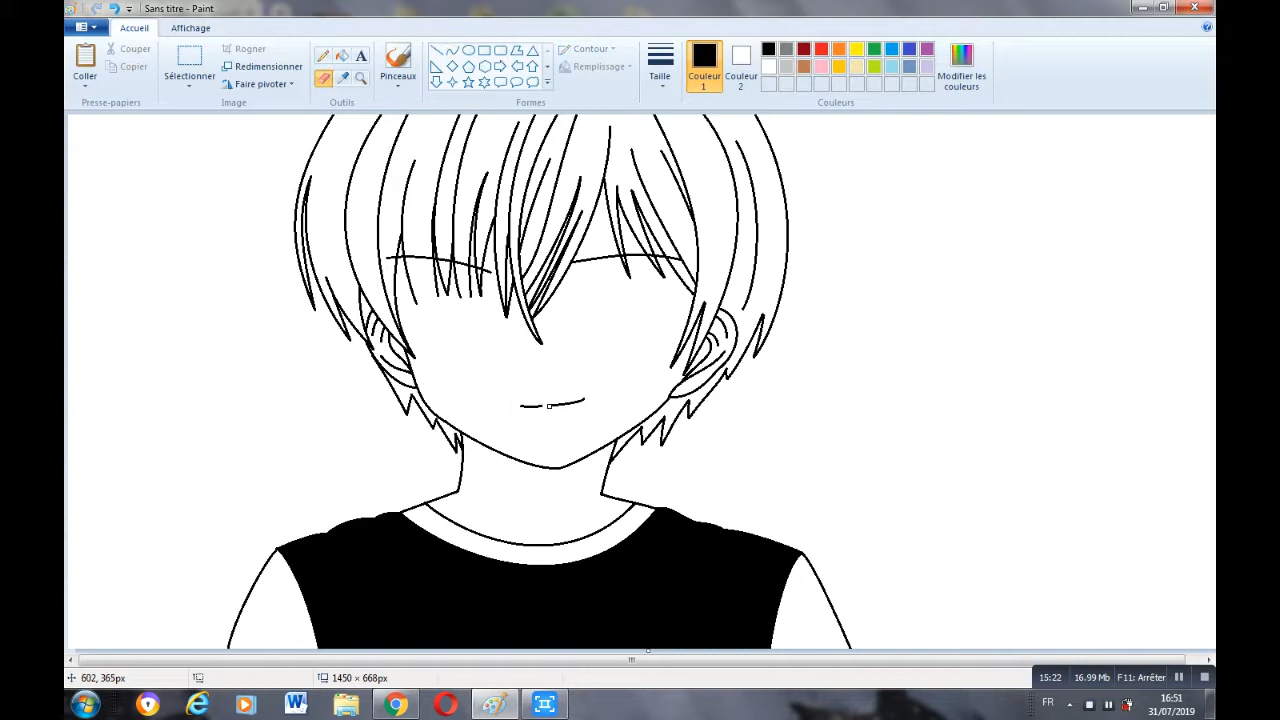 Sans titre - Paint
Accueil
Affichage
Coller
Couper
Copier
Presse-papiers
Sélectionner
Rogner
Redimensionner
Faire pivoter
Image
A
Outils
Pinceaux
Formes
Contour
Remplissage
Taille
Couleur
1
Couleur
2
Couleurs
Modifier les
couleurs
602, 365px
1450 × 668px
15:22
16.99 Mb
F11: Arrêter
FR
16:51
31/07/2019